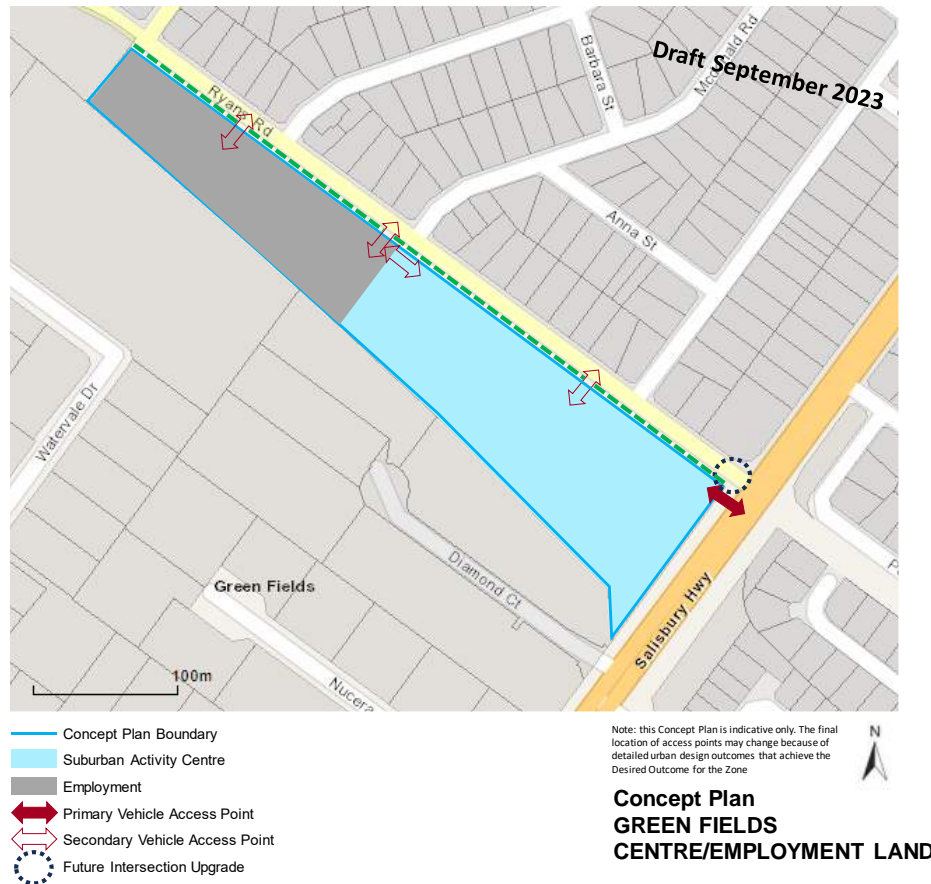 Draft September 2023
Ryans Rd
Barbara St
Mcdonald Rd
Anna St
Watervale Dr
Diamond Ct
Green Fields
Salisbury Hwy
Nucera
100m
Concept Plan Boundary
Suburban Activity Centre
Employment
Primary Vehicle Access Point
Secondary Vehicle Access Point
Future Intersection Upgrade
Note: this Concept Plan is indicative only. The final
location of access points may change because of
detailed urban design outcomes that achieve the
Desired Outcome for the Zone
N
Concept Plan
GREEN FIELDS
CENTRE/EMPLOYMENT LAND